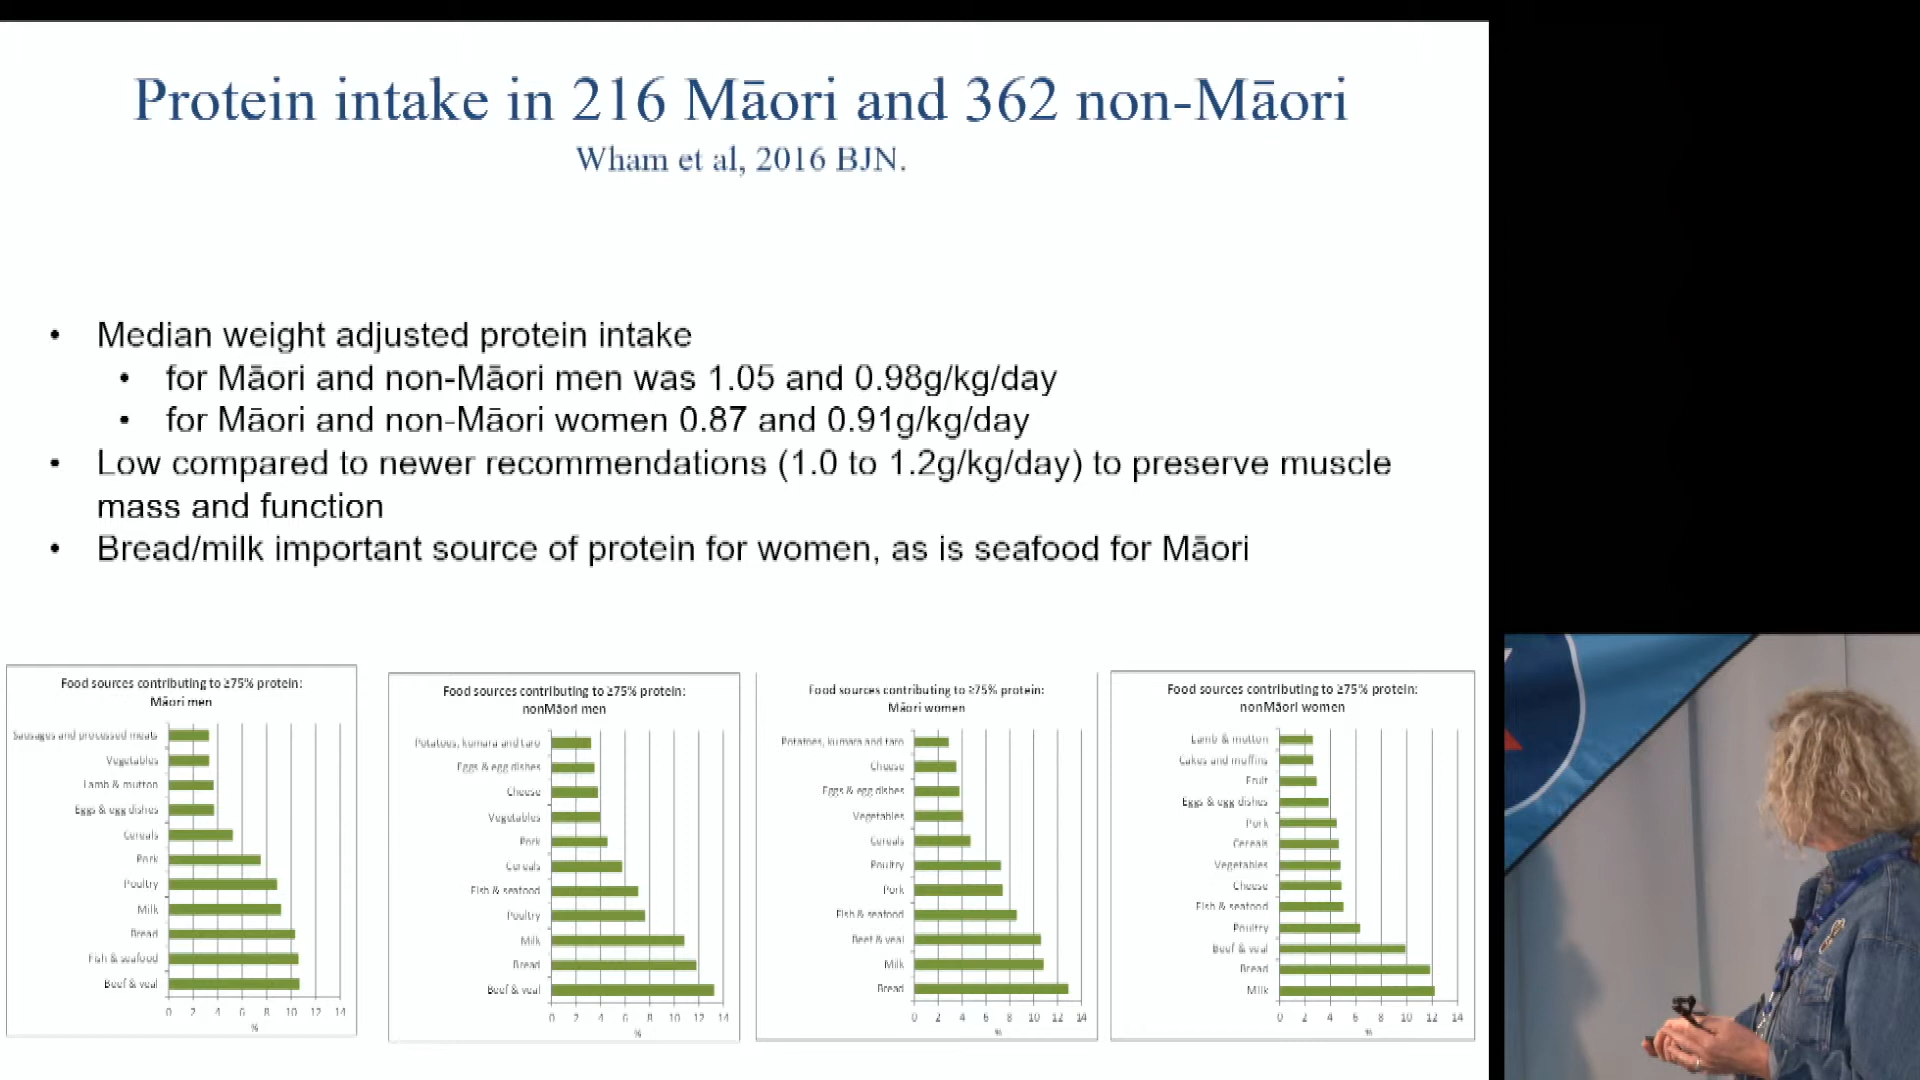 Protein intake in 216 Māori and 362 non-Māori
Wham et al, 2016 BJN.
• Median weight adjusted protein intake
• for Māori and non-Māori men was 1.05 and 0.98g/kg/day
• for Māori and non-Māori women 0.87 and 0.91g/kg/day
• Low compared to newer recommendations (1.0 to 1.2g/kg/day) to preserve muscle
mass and function
• Bread/milk important source of protein for women, as is seafood for Māori
Food sources contributing to ≥75% protein:
Māori men
Sausages and processed meats
Vegetables
Lamb & mutton
Eggs & egg dishes
Cereals
Pork
Poultry
Milk
Bread
Fish & seafood
Beef & veal
0 2 4 6 8 10 12 14
%
Food sources contributing to ≥75% protein:
nonMāori men
Potatoes, kumara and taro
Eggs & egg dishes
Cheese
Vegetables
Pork
Cereals
Fish & seafood
Poultry
Milk
Bread
Beef & veal
0 2 4 6 8 10 12 14
%
Food sources contributing to ≥75% protein:
Māori women
Potatoes, kumara and taro
Cheese
Eggs & egg dishes
Vegetables
Cereals
Poultry
Pork
Fish & seafood
Beef & veal
Milk
Bread
0 2 4 6 8 10 12 14
%
Food sources contributing to ≥75% protein:
nonMāori women
Lamb & mutton
Cakes and muffins
Fruit
Eggs & egg dishes
Pork
Cereals
Vegetables
Cheese
Fish & seafood
Poultry
Beef & veal
Bread
Milk
0 2 4 6 8 10 12 14
%